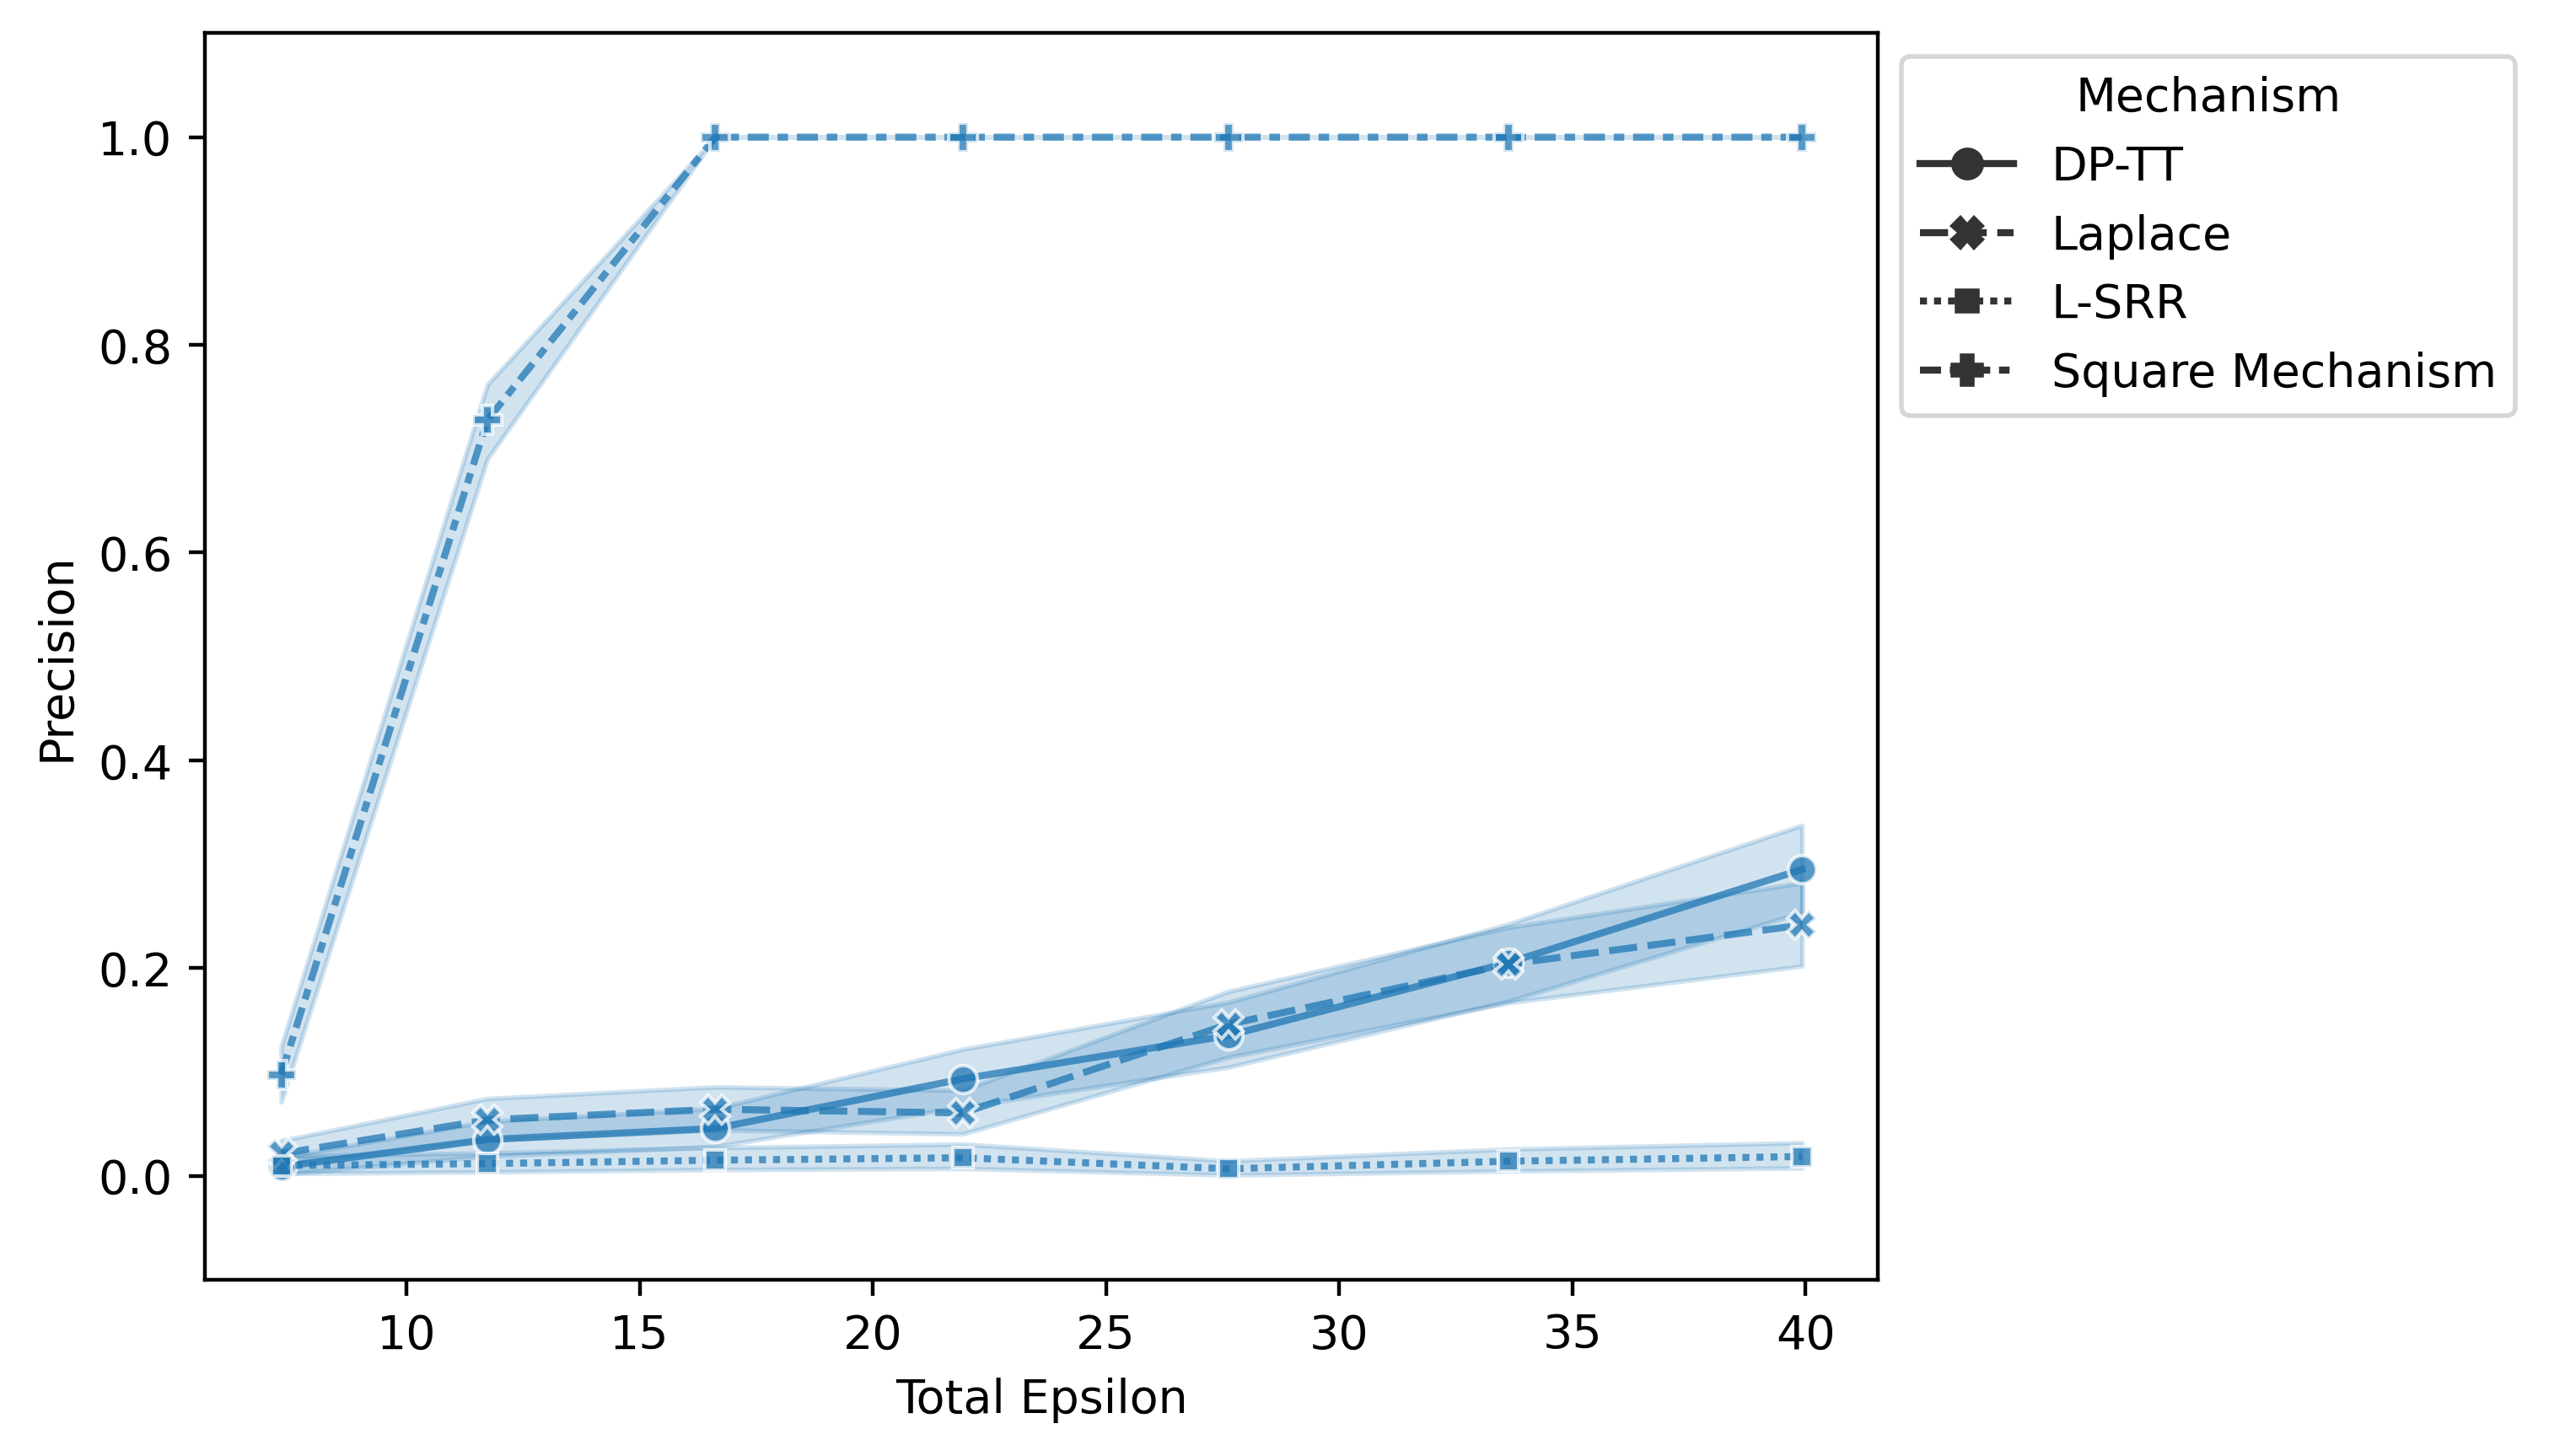 Precision
1.0
0.8
0.6
0.4
0.2
0.0
10 15 20 25 30 35 40
Total Epsilon
Mechanism
DP-TT
Laplace
L-SRR
Square Mechanism